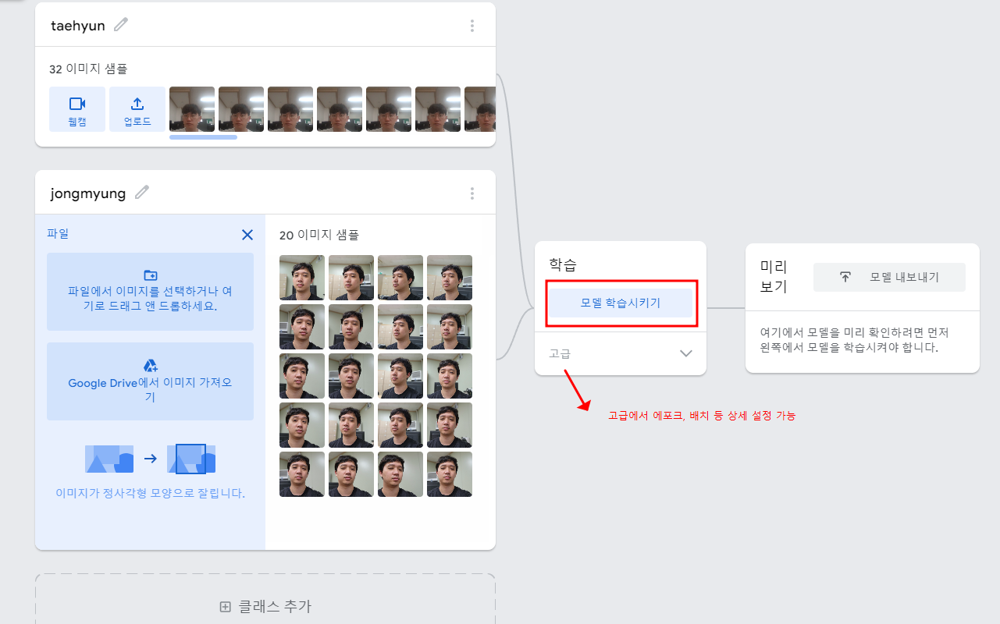 taehyun
32 이미지 샘플
웹캠
업로드
jongmyung
파일
파일에서 이미지를 선택하거나 여
기로 드래그 앤 드롭하세요.
Google Drive에서 이미지 가져오
기
이미지가 정사각형 모양으로 잘립니다.
20 이미지 샘플
클래스 추가
학습
모델 학습시키기
고급
고급에서 에포크, 배치 등 상세 설정 가능
미리
보기
모델 내보내기
여기에서 모델을 미리 확인하려면 먼저
왼쪽에서 모델을 학습시켜야 합니다.